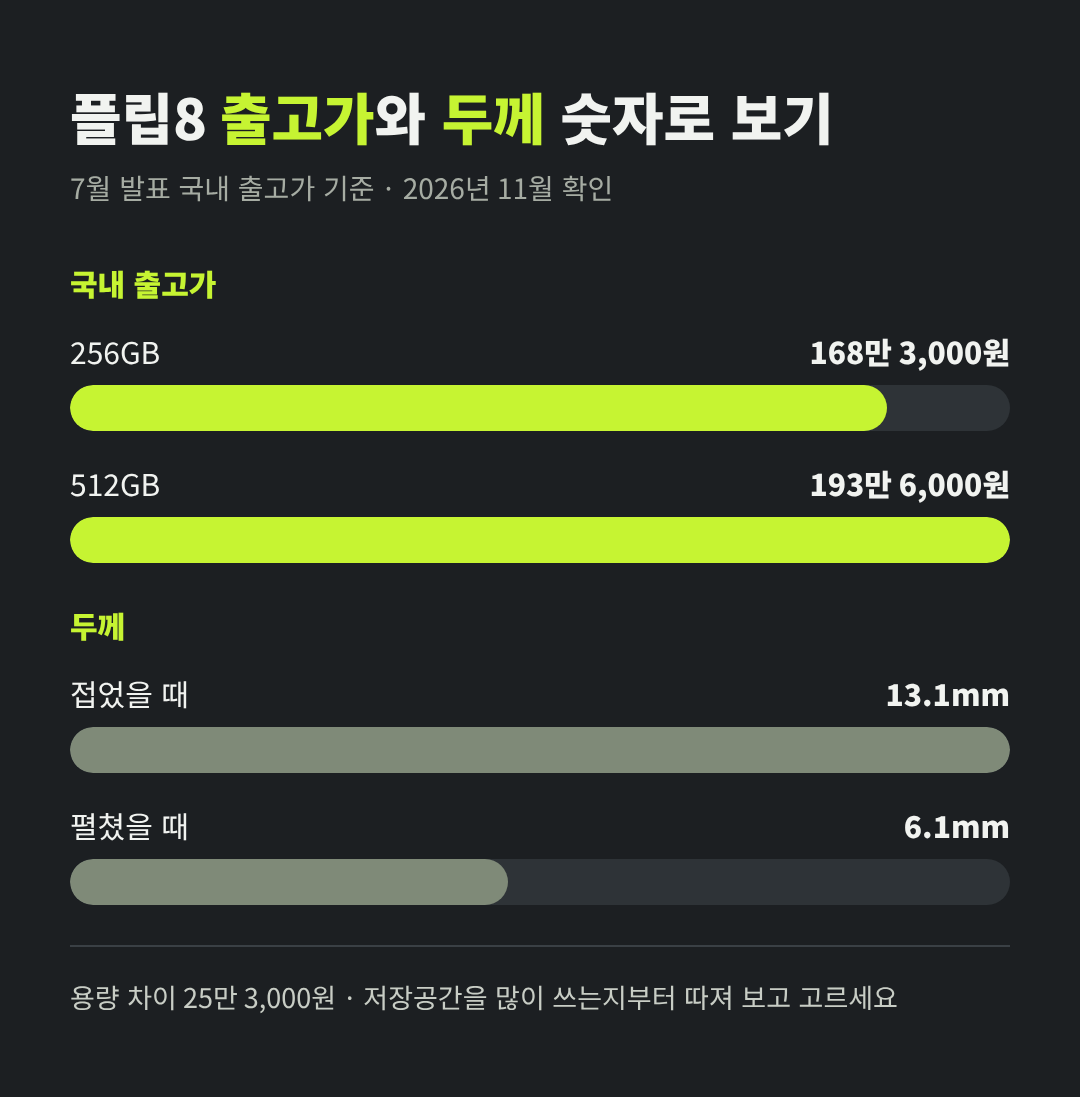 플립8 출고가와 두께 숫자로 보기
7월 발표 국내 출고가 기준 · 2026년 11월 확인
국내 출고가
256GB 168만 3,000원
512GB 193만 6,000원
두께
접었을 때 13.1mm
펼쳤을 때 6.1mm
용량 차이 25만 3,000원 · 저장공간을 많이 쓰는지부터 따져 보고 고르세요